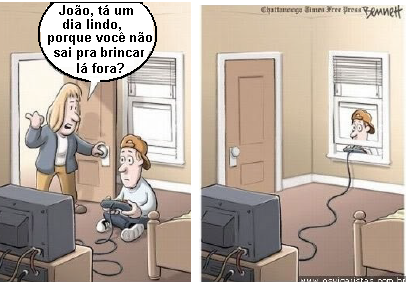 João, tá um
dia lindo,
porque você não
sai pra brincar
lá fora?
Chattanooga Times Free Press Bennett